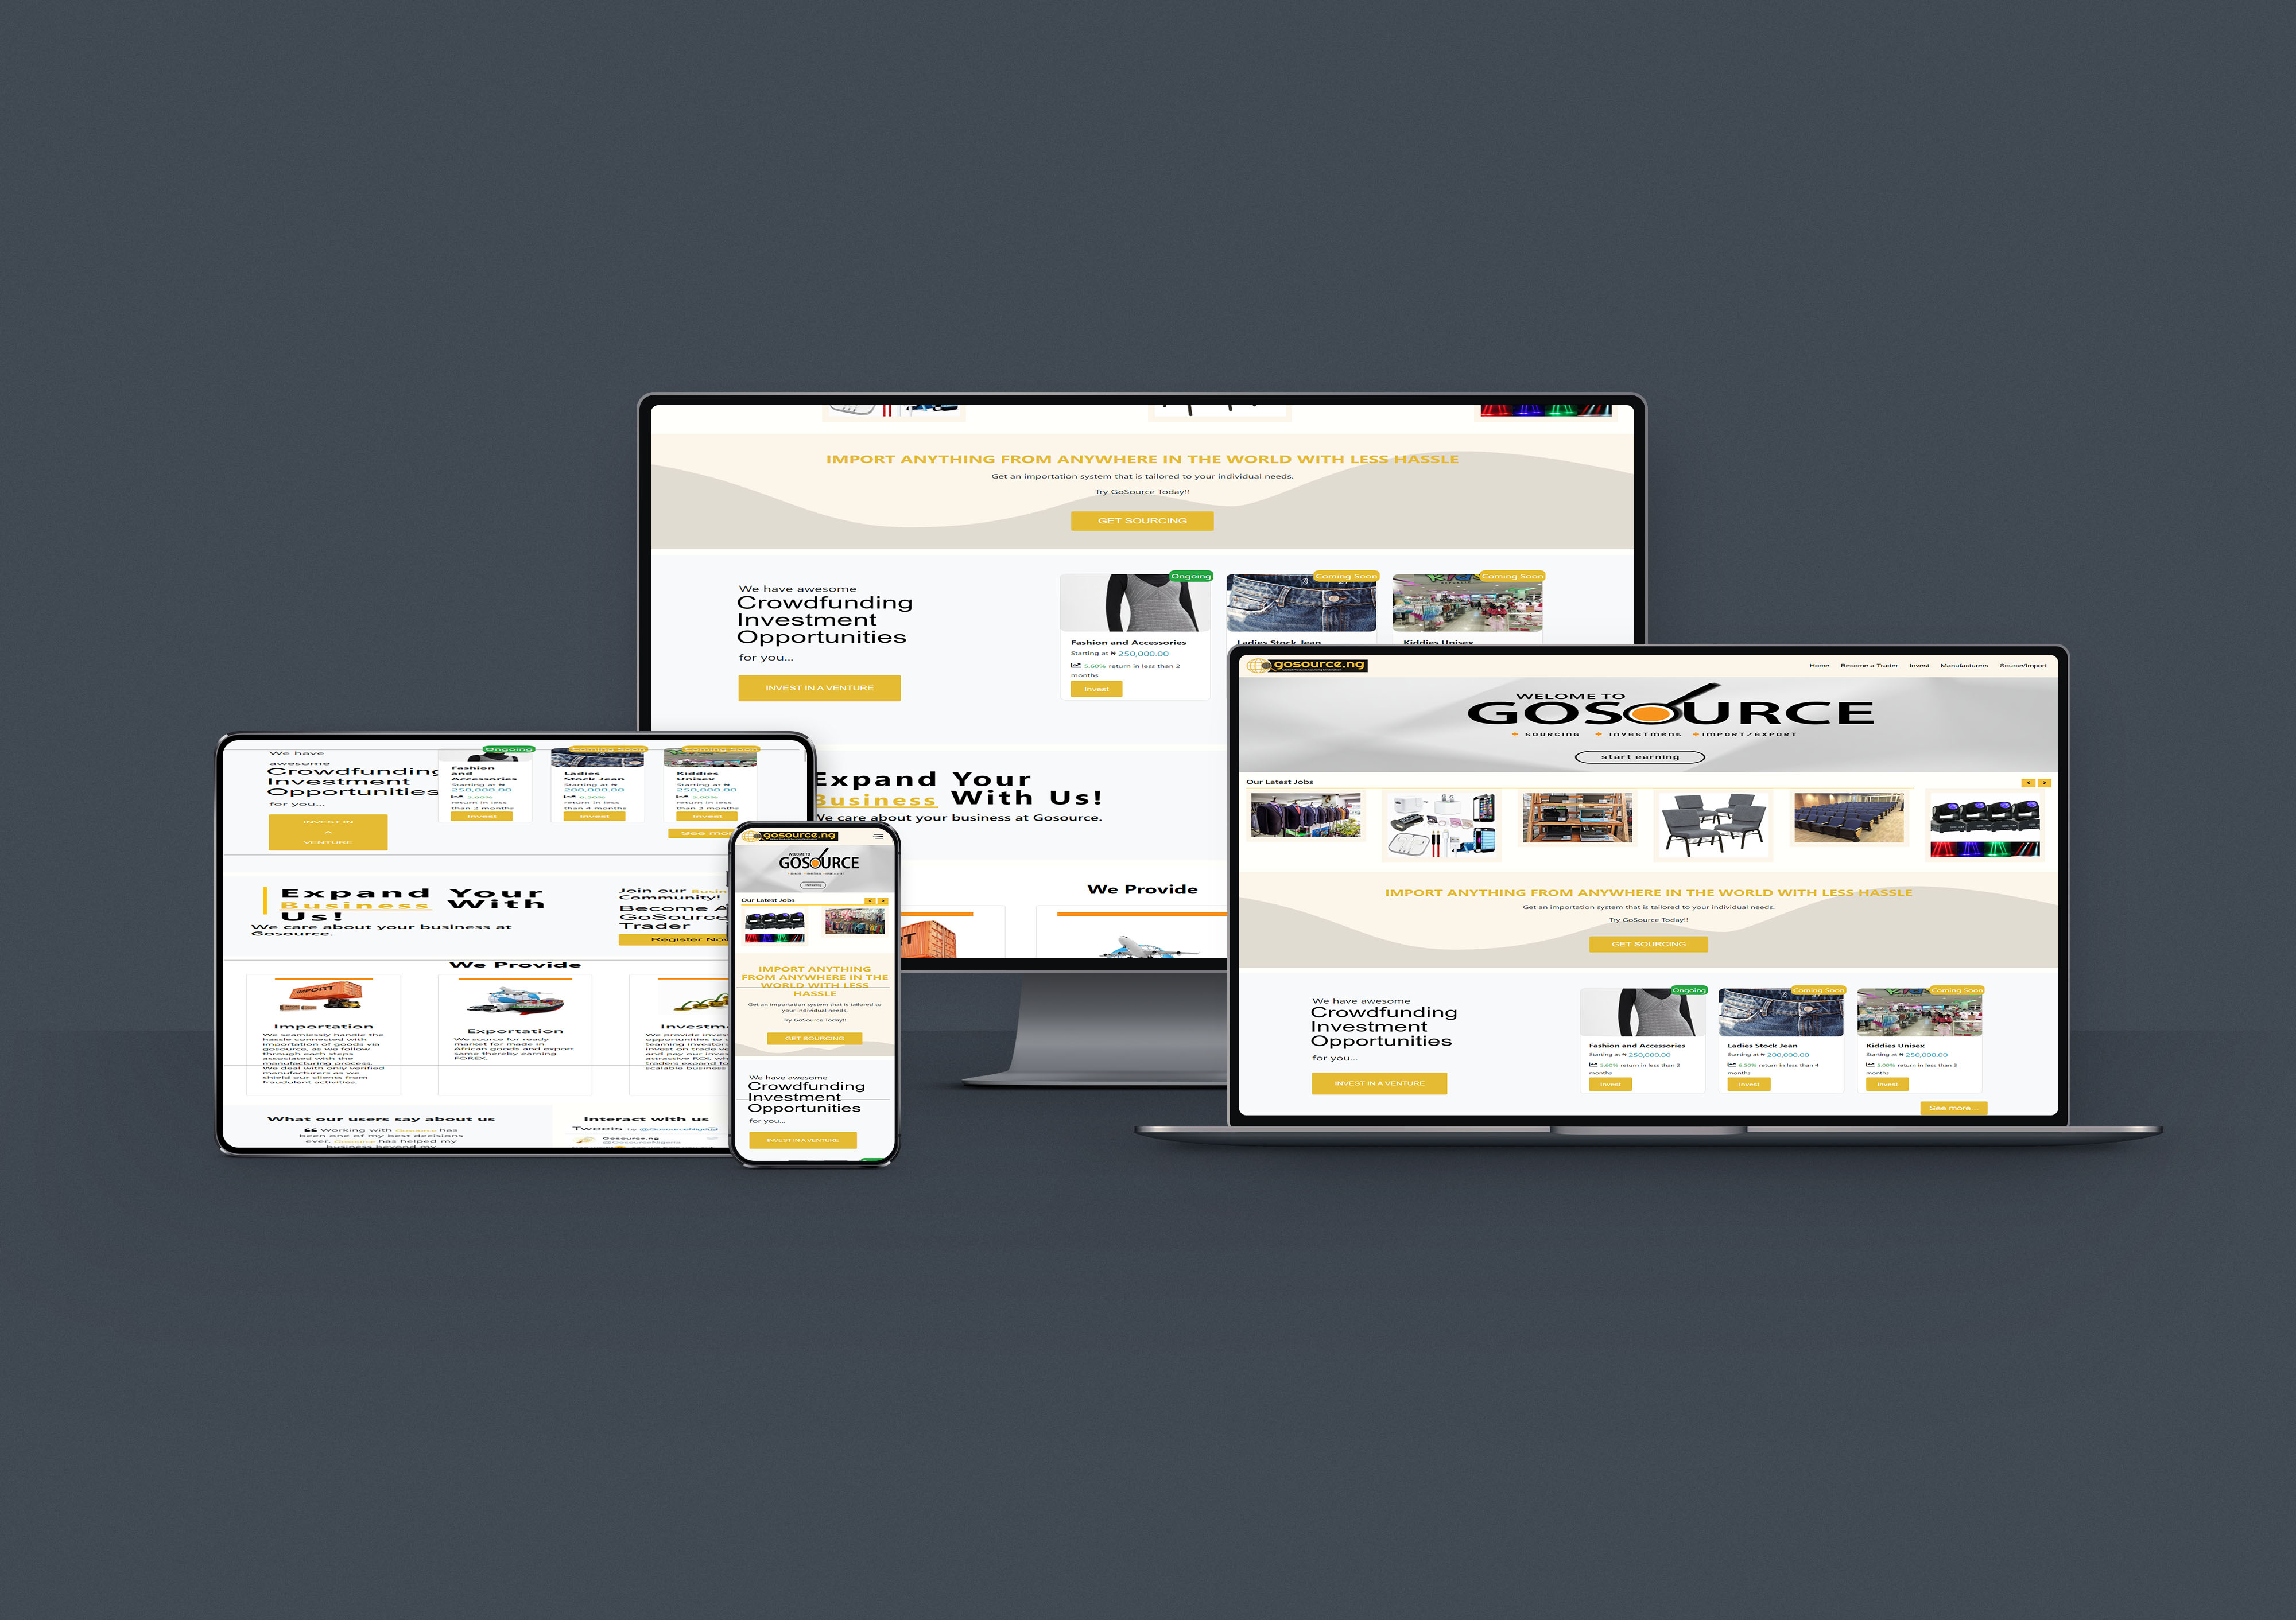 IMPORT ANYTHING FROM ANYWHERE IN THE WORLD WITH LESS HASSLE
Get an importation system that is tailored to your individual needs.
Try GoSource Today!!
GET SOURCING
We have awesome
Crowdfunding
Investment
Opportunities
for you...
INVEST IN A VENTURE
Ongoing
Fashion and Accessories
Starting at ₦ 250,000.00
5.60% return in less than 2
months
Invest
Coming Soon
Ladies Stock Jean
Coming Soon
Kiddies Unisex
Expand Your
Business With Us!
We care about your business at Gosource.
We Provide
We have
awesome
Crowdfunding
Investment
Opportunities
for you...
INVEST IN
A
VENTURE
Ongoing
Fashion
and
Accessories
Starting at ₦
250,000.00
5.60%
return in less
than 2 months
Invest
Coming Soon
Ladies
Stock Jean
Starting at ₦
200,000.00
6.50%
return in less
than 4 months
Invest
Coming Soon
Kiddies
Unisex
Starting at ₦
250,000.00
5.00%
return in less
than 3 months
Invest
See more
Expand Your
Business With
Us!
We care about your business at
Gosource.
Join our
Community!
Become A
GoSource
Trader
Register Now
We Provide
IMPORT
Importation
We seamlessly handle the
hassle connected with
importation of goods via
gosource, as we follow
through each steps
associated with the
manufacturing process.
We deal with only verified
manufacturers as we
shield our clients from
fraudulent activities.
Exportation
We source for ready
market for made in
African goods and export
same thereby earning
FOREX.
We provide
opportunities to
teaming investors
invest on trade
and pay our
attractive ROI,
traders expand
scalable business
What our users say about us
❝ Working with Gosource has
been one of my best decisions
ever, Gosource has helped my
business beyond my
Interact with us
Tweets by @GoSourceNigeria
Gosource.ng
gosource.ng
WELOME TO
GOSOURCE
start earning
Our Latest Jobs
IMPORT ANYTHING
FROM ANYWHERE IN THE
WORLD WITH LESS
HASSLE
Get an importation system that is tailored to
your individual needs.
Try GoSource Today!!
GET SOURCING
We have awesome
Crowdfunding
Investment
Opportunities
for you...
INVEST IN A VENTURE
gosource.ng
Home Become a Trader Invest Manufacturers Source/Import
WELOME TO
GOSOURCE
SOURCING INVESTMENT IMPORT/EXPORT
start earning
Our Latest Jobs
IMPORT ANYTHING FROM ANYWHERE IN THE WORLD WITH LESS HASSLE
Get an importation system that is tailored to your individual needs.
Try GoSource Today!!
GET SOURCING
We have awesome
Crowdfunding
Investment
Opportunities
for you...
INVEST IN A VENTURE
Ongoing
Fashion and Accessories
Starting at ₦ 250,000.00
5.60% return in less than 2
months
Invest
Coming Soon
Ladies Stock Jean
Starting at ₦ 200,000.00
6.50% return in less than 4
months
Invest
Coming Soon
Kiddies Unisex
Starting at ₦ 250,000.00
5.00% return in less than 3
months
Invest
See more...